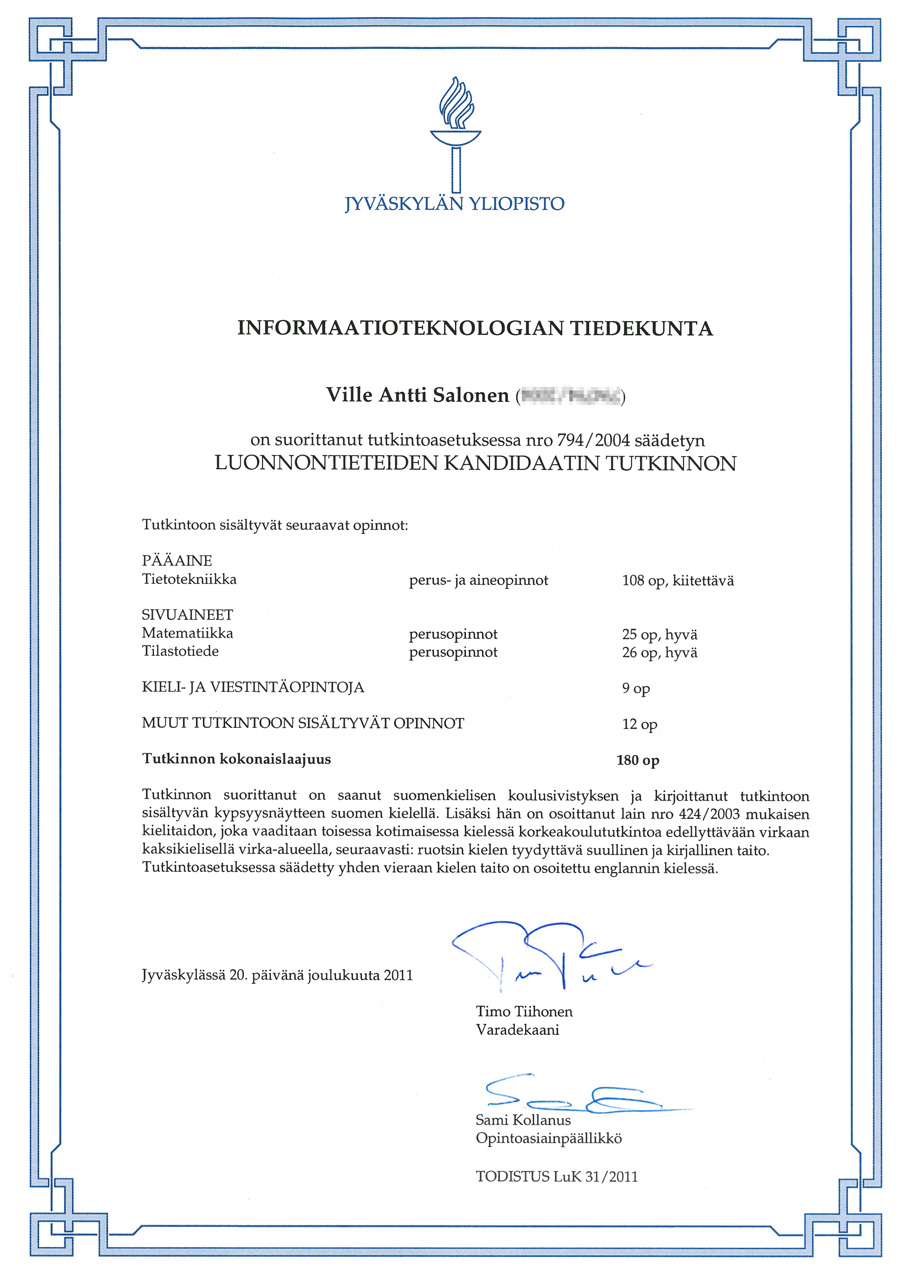 JYVÄSKYLÄN YLIOPISTO
INFORMAATIOTEKNOLOGIAN TIEDEKUNTA
Ville Antti Salonen ( )
on suorittanut tutkintoasetuksessa nro 794/2004 säädetyn
LUONNONTIETEIDEN KANDIDAATIN TUTKINNON
Tutkintoon sisältyvät seuraavat opinnot:
PÄÄAINE
Tietotekniikka perus- ja aineopinnot 108 op, kiitettävä
SIVUAINEET
Matematiikka perusopinnot 25 op, hyvä
Tilastotiede perusopinnot 26 op, hyvä
KIELI- JA VIESTINTÄOPINTOJA 9 op
MUUT TUTKINTOON SISÄLTYVÄT OPINNOT 12 op
Tutkinnon kokonaislaajuus 180 op
Tutkinnon suorittanut on saanut suomenkielisen koulusivistyksen ja kirjoittanut tutkintoon
sisältyvän kypsyysnäytteen suomen kielellä. Lisäksi hän on osoittanut lain nro 424/2003 mukaisen
kielitaidon, joka vaaditaan toisessa kotimaisessa kielessä korkeakoulututkintoa edellyttävään virkaan
kaksikielisellä virka-alueella, seuraavasti: ruotsin kielen tyydyttävä suullinen ja kirjallinen taito.
Tutkintoasetuksessa säädetty yhden vieraan kielen taito on osoitettu englannin kielessä.
Jyväskylässä 20. päivänä joulukuuta 2011
Timo Tiihonen
Varadekaani
Sami Kollanus
Opintoasiainpäällikkö
TODISTUS LuK 31/2011